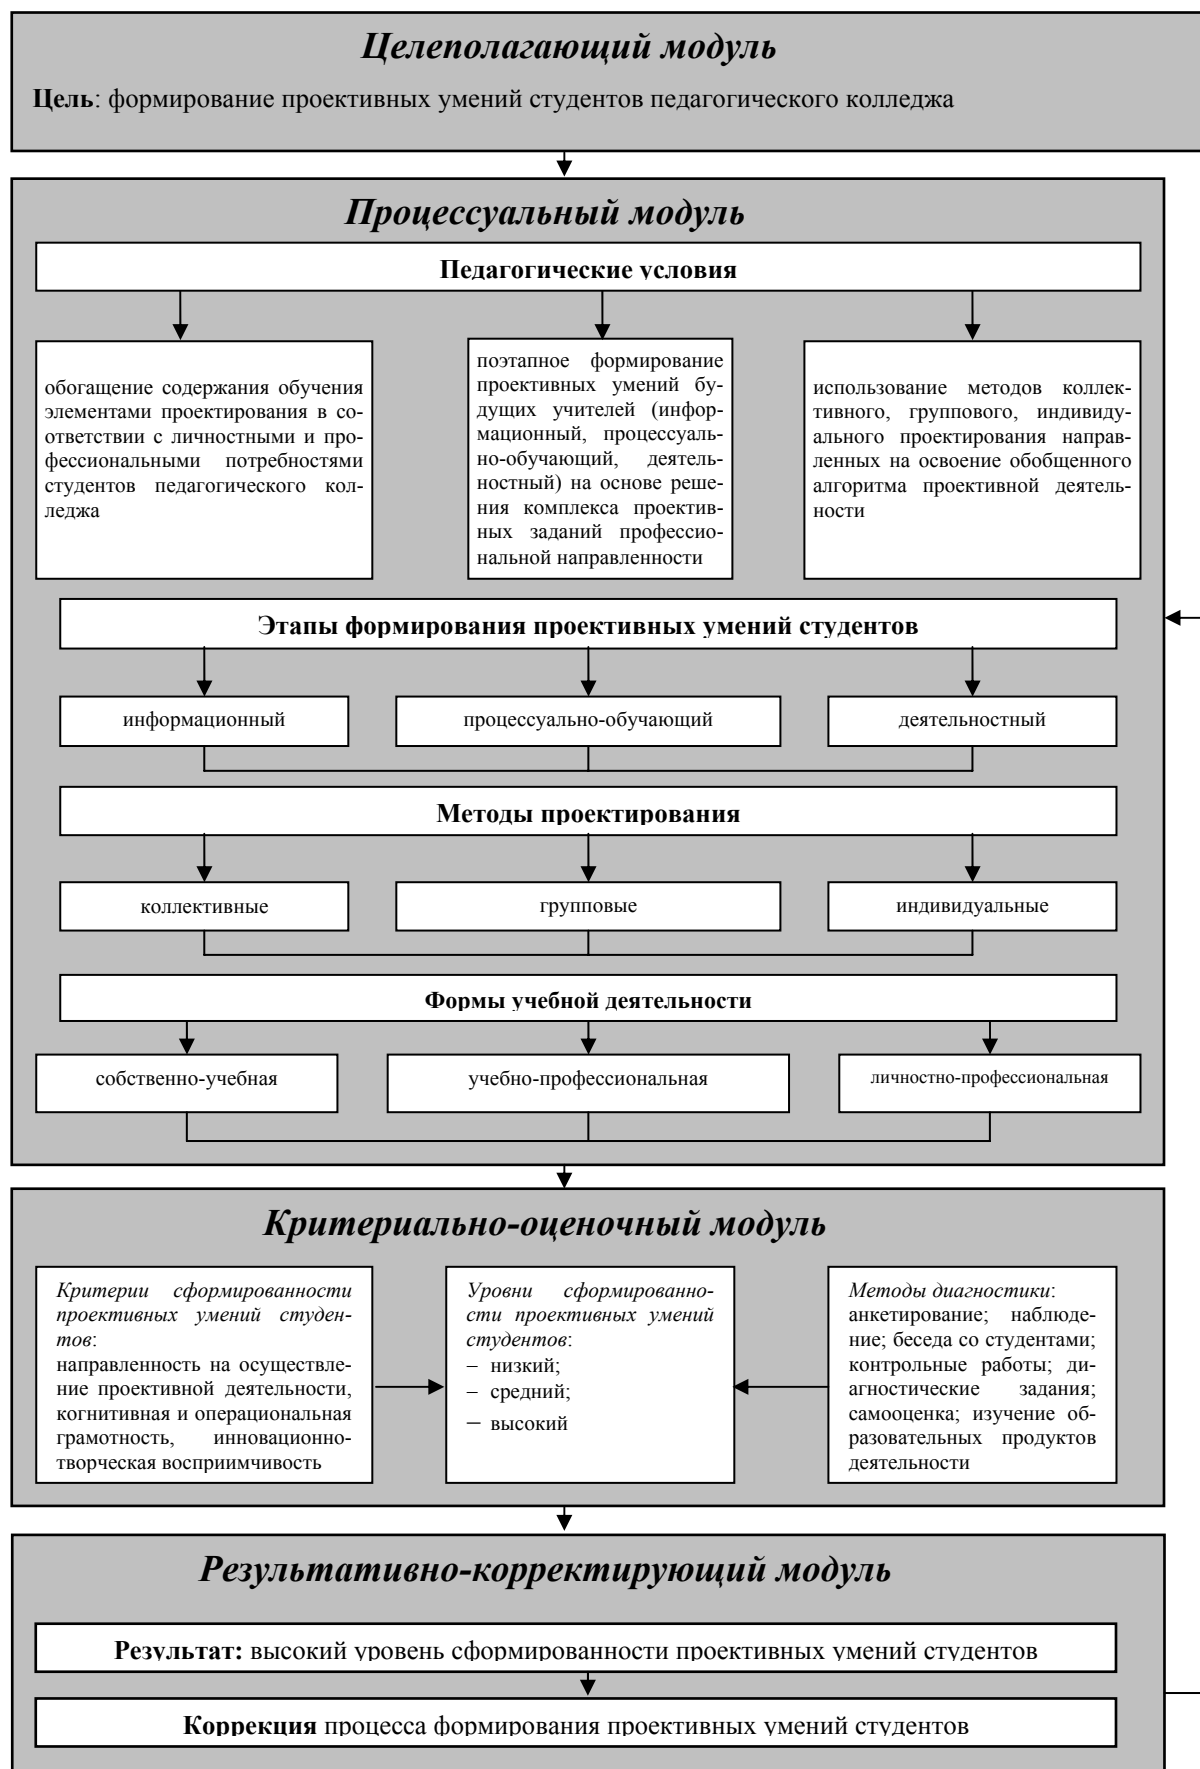 Целеполагающий модуль
Цель: формирование проективных умений студентов педагогического колледжа
Процессуальный модуль
Педагогические условия
обогащение содержания обучения
элементами проектирования в со-
ответствии с личностными и про-
фессиональными потребностями
студентов педагогического кол-
леджа
поэтапное формирование
проективных умений бу-
дущих учителей (инфор-
мационный, процессуаль-
но-обучающий, деятель-
ностный) на основе реше-
ния комплекса проектив-
ных заданий профессио-
нальной направленности
использование методов коллек-
тивного, группового, индивиду-
ального проектирования направ-
ленных на освоение обобщенного
алгоритма проективной деятель-
ности
Этапы формирования проективных умений студентов
информационный
процессуально-обучающий
деятельностный
Методы проектирования
коллективные
групповые
индивидуальные
Формы учебной деятельности
собственно-учебная
учебно-профессиональная
личностно-профессиональная
Критериально-оценочный модуль
Критерии сформированности
проективных умений студен-
тов:
направленность на осуществле-
ние проективной деятельности,
когнитивная и операциональная
грамотность, инновационно-
творческая восприимчивость
Уровни сформированно-
сти проективных умений
студентов:
– низкий;
– средний;
– высокий
Методы диагностики:
анкетирование; наблюде-
ние; беседа со студентами;
контрольные работы; ди-
агностические задания;
самооценка; изучение об-
разовательных продуктов
деятельности
Результативно-корректирующий модуль
Результат: высокий уровень сформированности проективных умений студентов
Коррекция процесса формирования проективных умений студентов